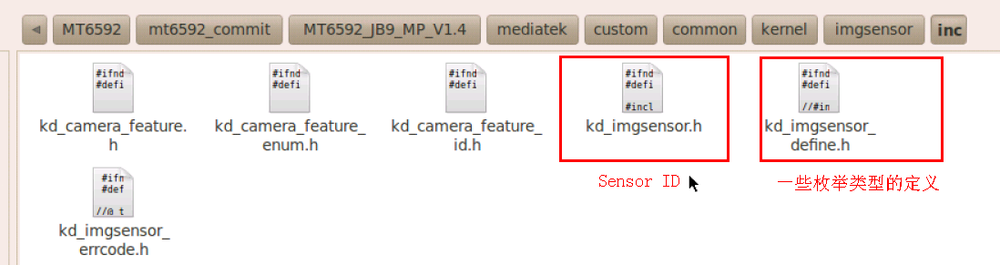 MT6592 mt6592_commit MT6592_JB9_MP_V1.4 mediatek custom common kernel imgsensor inc
#ifnd
#defi
kd_camera_feature.
h
#ifnd
#defi
kd_camera_feature_
enum.h
#ifnd
#defi
kd_camera_feature_
id.h
#ifnd
#defi
#incl
kd_imgsensor.h
#ifnd
#defi
//#in
kd_imgsensor_
define.h
Sensor ID
一些枚举类型的定义
#ifn
#def
//@ t
kd_imgsensor_
errcode.h